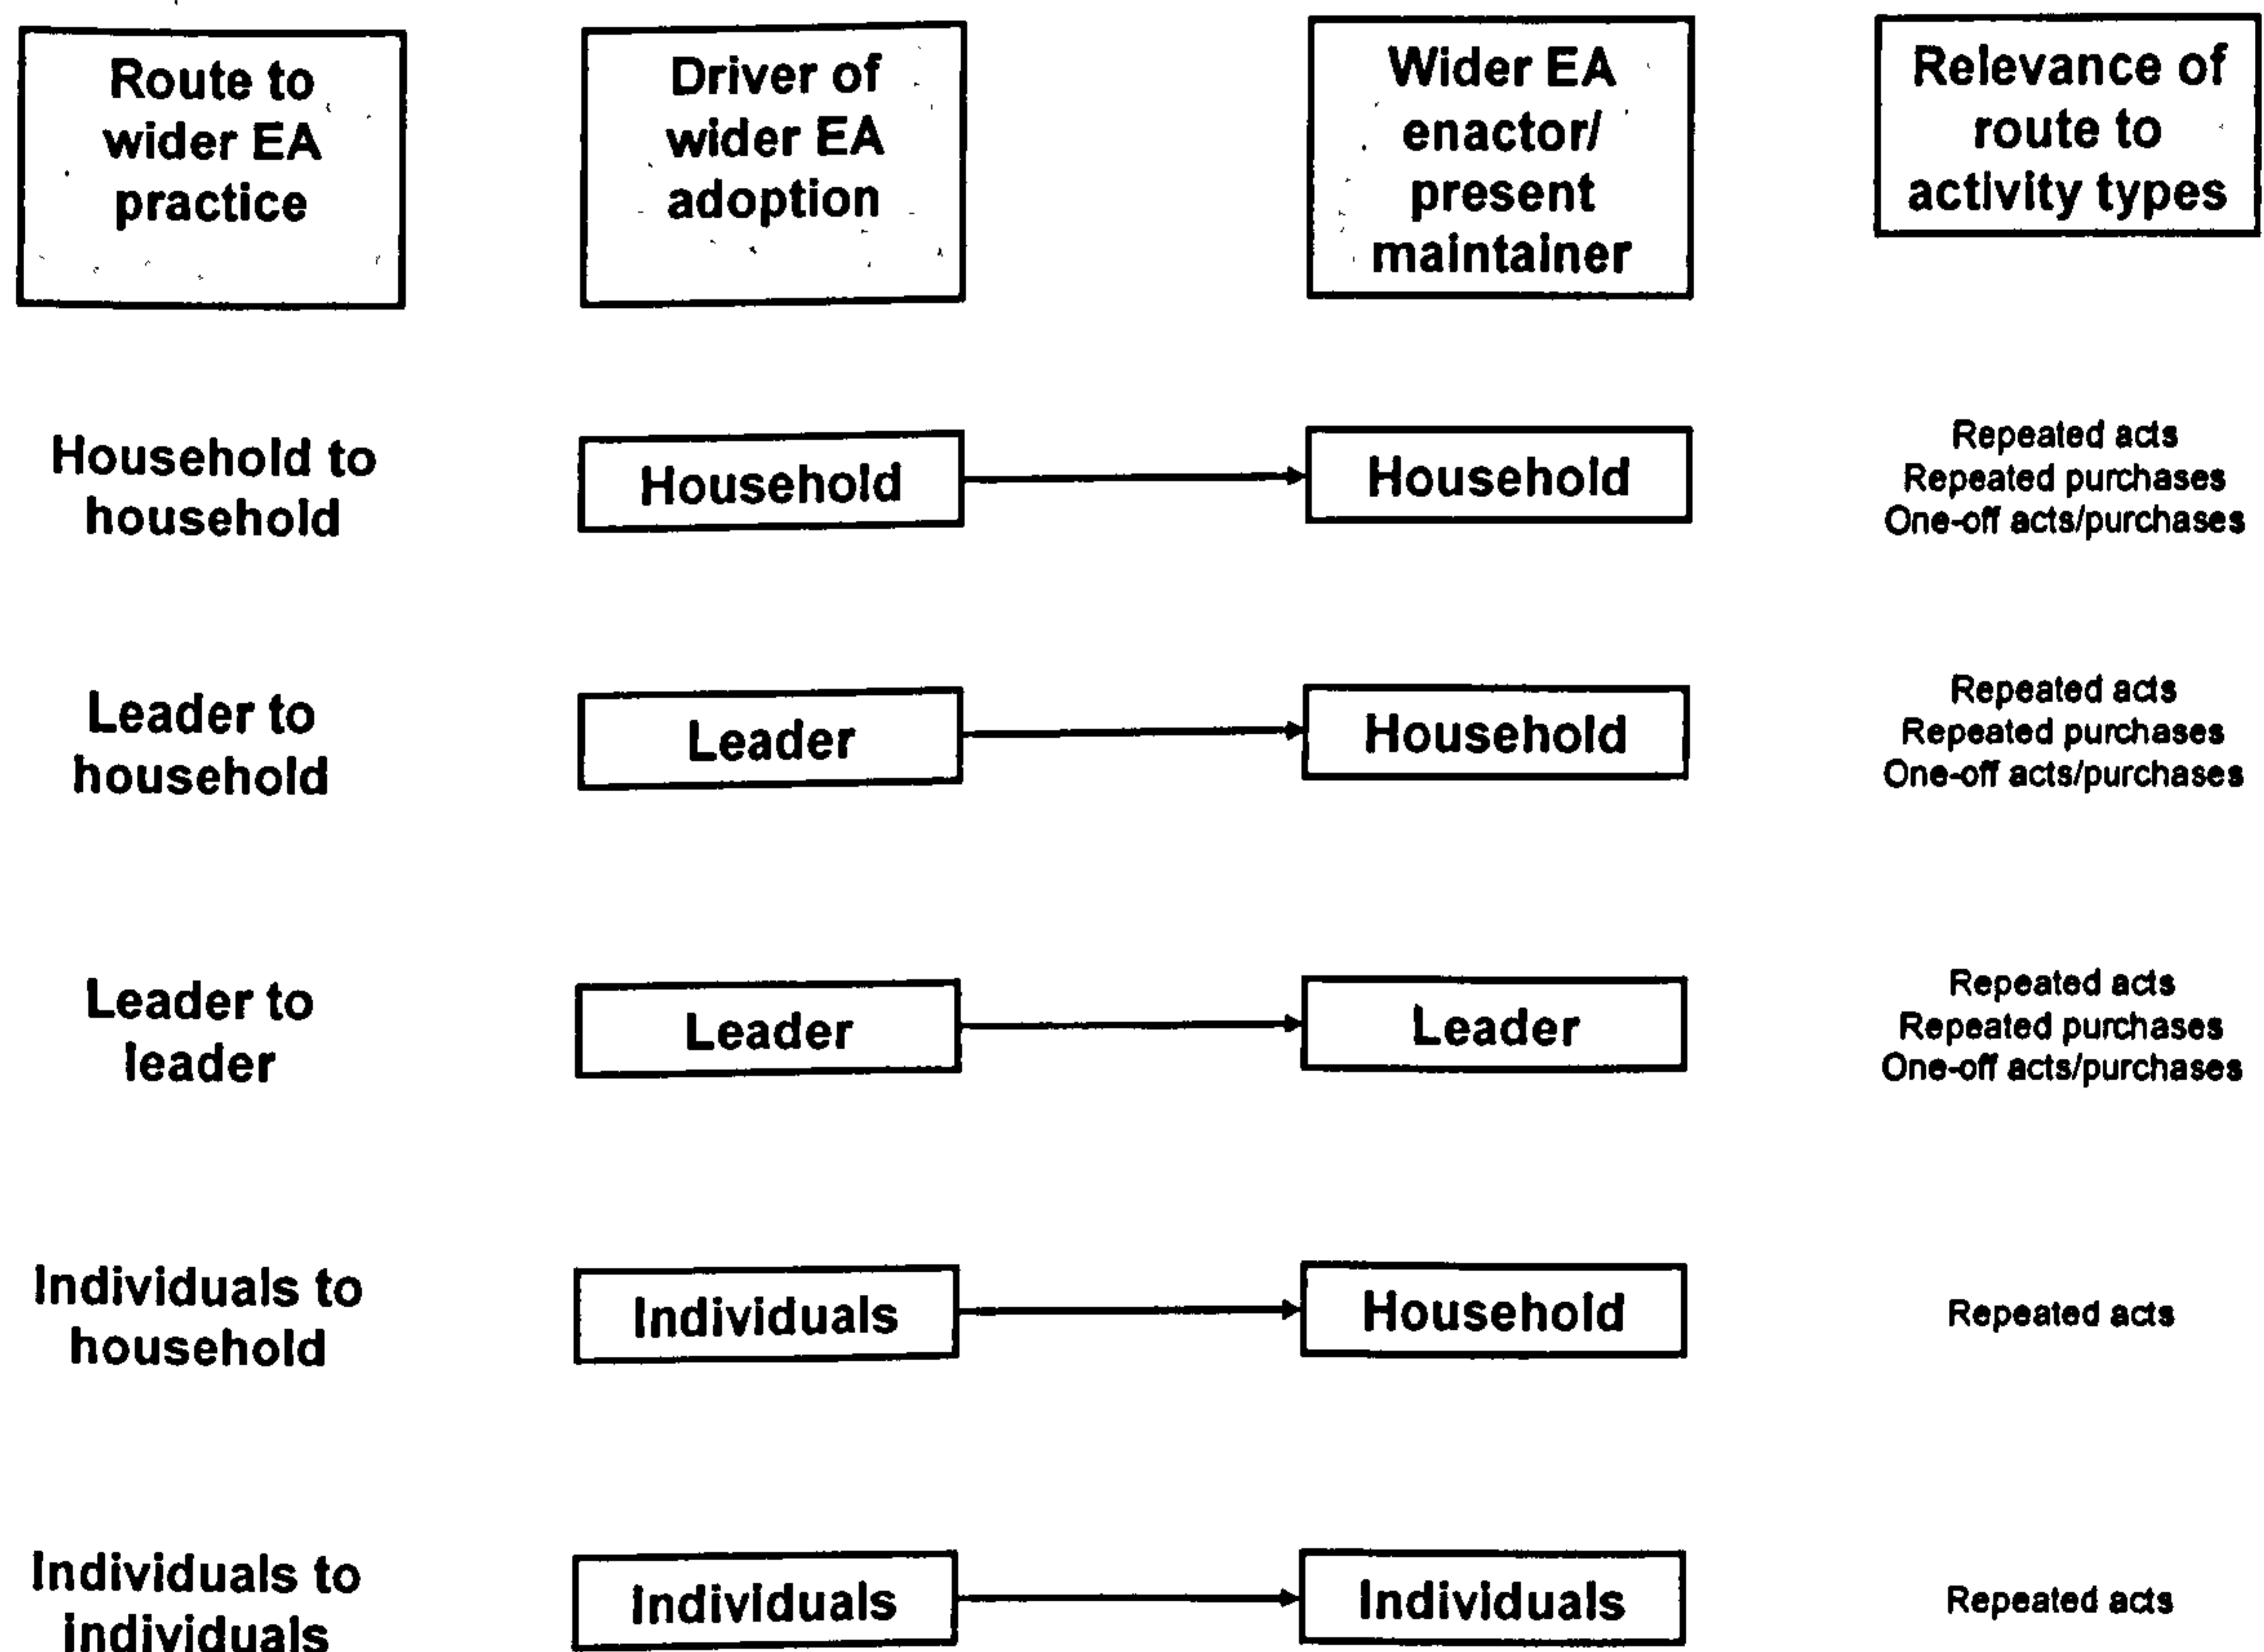 Route to
wider EA
practice
Driver of
wider EA
adoption
Wider EA
enactor/
present
maintainer
Relevance of
route to
activity types
Household to
household
Household
Household
Repeated acts
Repeated purchases
One-off acts/purchases
Leader to
household
Leader
Household
Repeated acts
Repeated purchases
One-off acts/purchases
Leader to
leader
Leader
Leader
Repeated acts
Repeated purchases
One-off acts/purchases
Individuals to
household
Individuals
Household
Repeated acts
Individuals to
individuals
Individuals
Individuals
Repeated acts